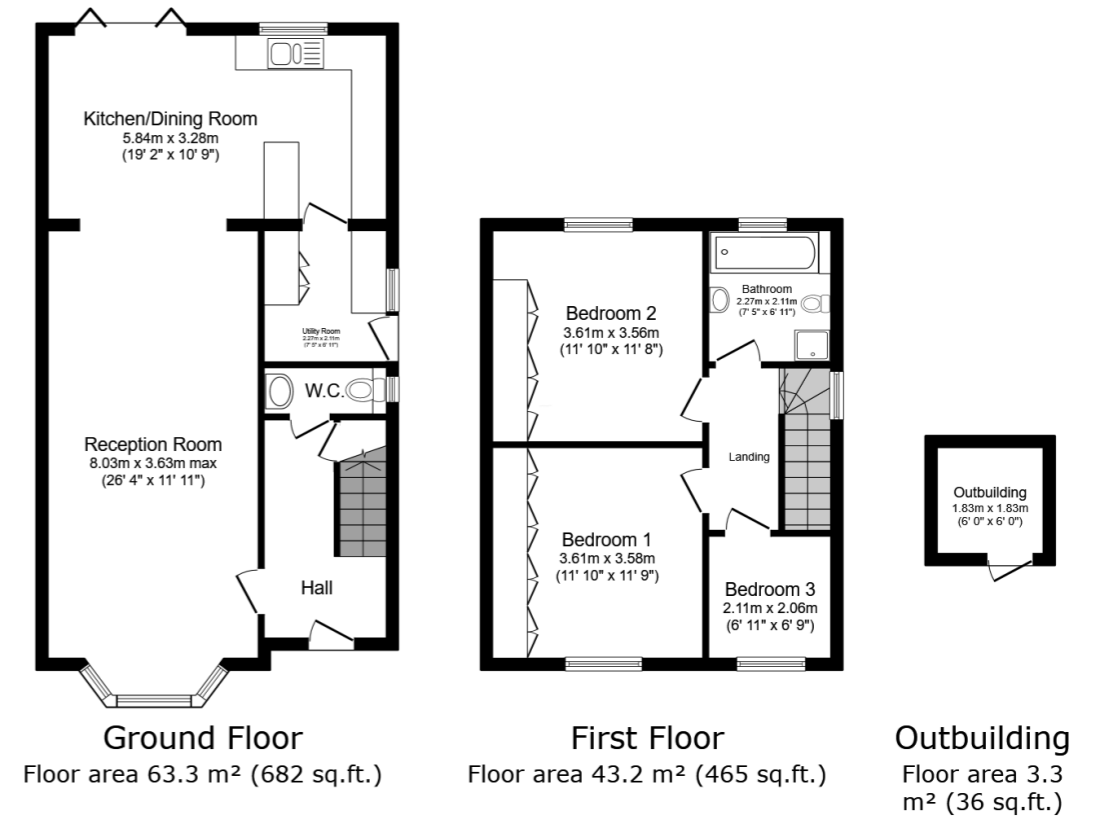 Kitchen/Dining Room
5.84m x 3.28m
(19' 2" x 10' 9")
Utility Room
2.27m x 2.11m
(7' 5" x 6' 11")
W.C.
Reception Room
8.03m x 3.63m max
(26' 4" x 11' 11")
Hall
Ground Floor
Floor area 63.3 m² (682 sq.ft.)
Bedroom 2
3.61m x 3.56m
(11' 10" x 11' 8")
Bathroom
2.27m x 2.11m
(7' 5" x 6' 11")
Landing
Bedroom 1
3.61m x 3.58m
(11' 10" x 11' 9")
Bedroom 3
2.11m x 2.06m
(6' 11" x 6' 9")
First Floor
Floor area 43.2 m² (465 sq.ft.)
Outbuilding
1.83m x 1.83m
(6' 0" x 6' 0")
Outbuilding
Floor area 3.3
m² (36 sq.ft.)